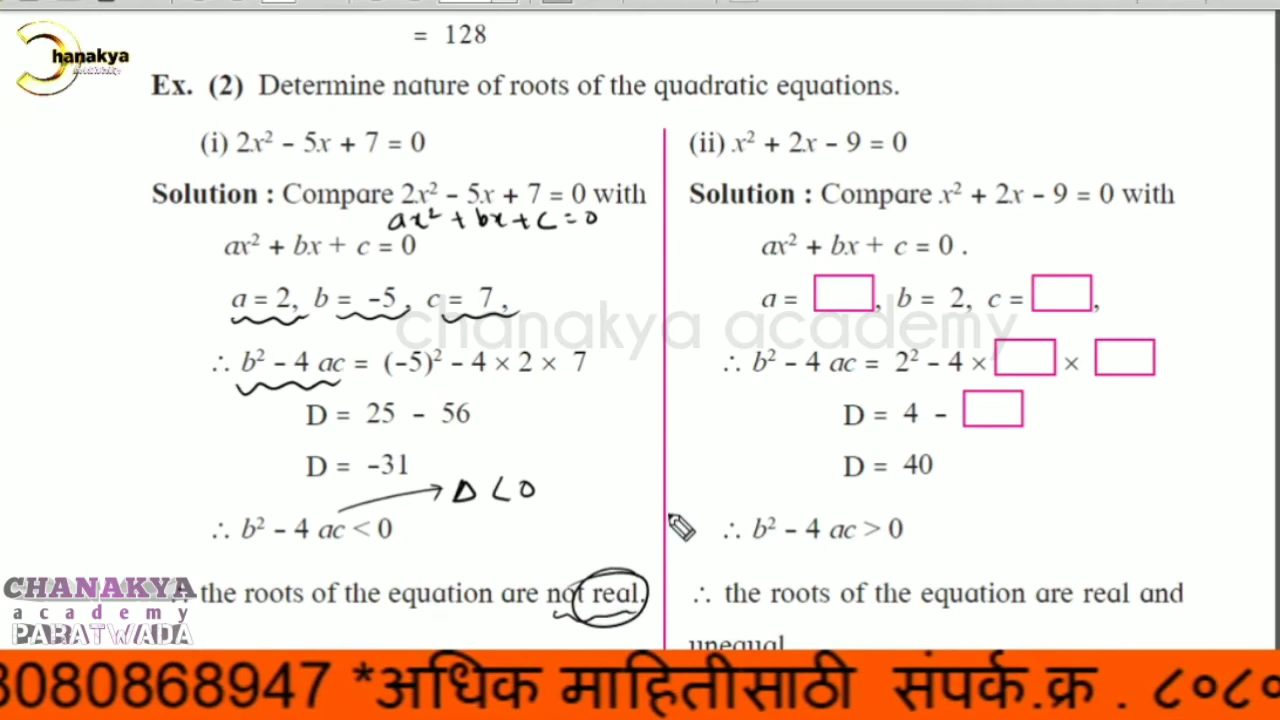 = 128
Chanakya
Ex. (2) Determine nature of roots of the quadratic equations.
(i) 2x² – 5x + 7 = 0
Solution : Compare 2x² – 5x + 7 = 0 with
ax² + bx + c = 0
ax² + bx + c = 0
a = 2, b = –5, c = 7,
∴ b² – 4 ac = (–5)² – 4 × 2 × 7
D = 25 – 56
D = –31
D < 0
∴ b² – 4 ac < 0
∴ the roots of the equation are not real.
(ii) x² + 2x – 9 = 0
Solution : Compare x² + 2x – 9 = 0 with
ax² + bx + c = 0 .
a = , b = 2, c = ,
∴ b² – 4 ac = 2² – 4 × ×
D = 4 –
D = 40
∴ b² – 4 ac > 0
∴ the roots of the equation are real and
unequal
chanakya academy
CHANAKYA
academy
PARATWADA
8080868947 *अधिक माहितीसाठी संपर्क.क्र . ८०८०